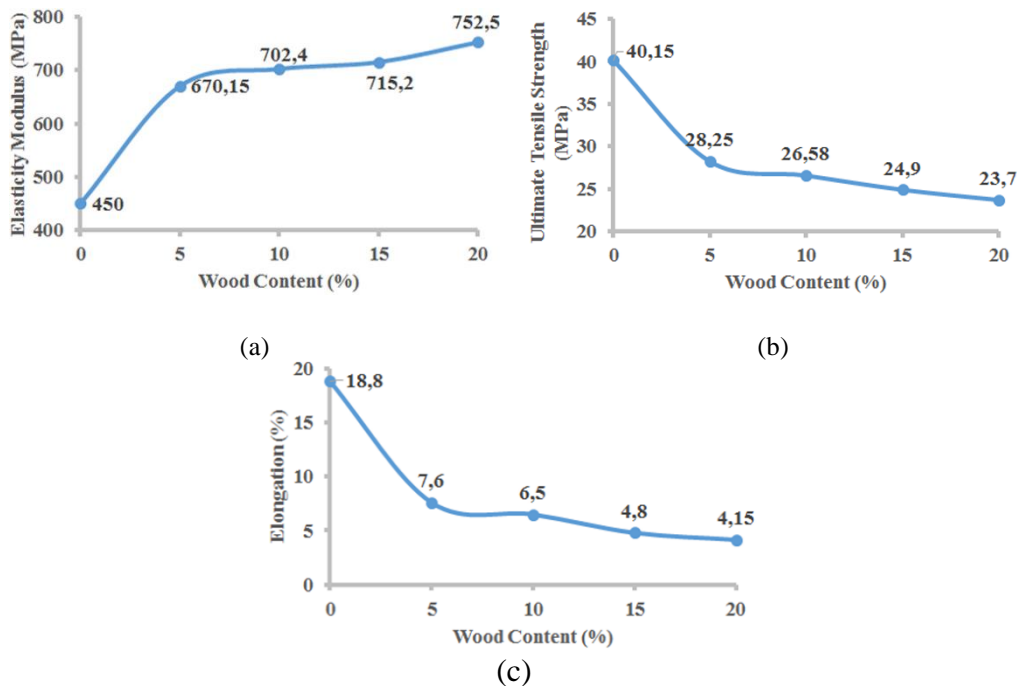 Elasticity Modulus (MPa)
800
700
600
500
400
450
670,15
702,4
715,2
752,5
0 5 10 15 20
Wood Content (%)
(a)
Ultimate Tensile Strength
(MPa)
45
40
35
30
25
20
40,15
28,25
26,58
24,9
23,7
0 5 10 15 20
Wood Content (%)
(b)
Elongation (%)
20
15
10
5
0
18,8
7,6
6,5
4,8
4,15
0 5 10 15 20
Wood Content (%)
(c)